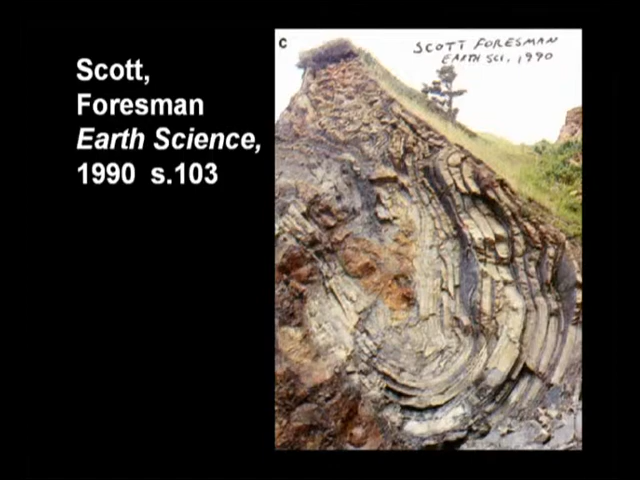 Scott,
Foresman
Earth Science,
1990 s.103
C
SCOTT FORESMAN
EARTH SCI, 1990